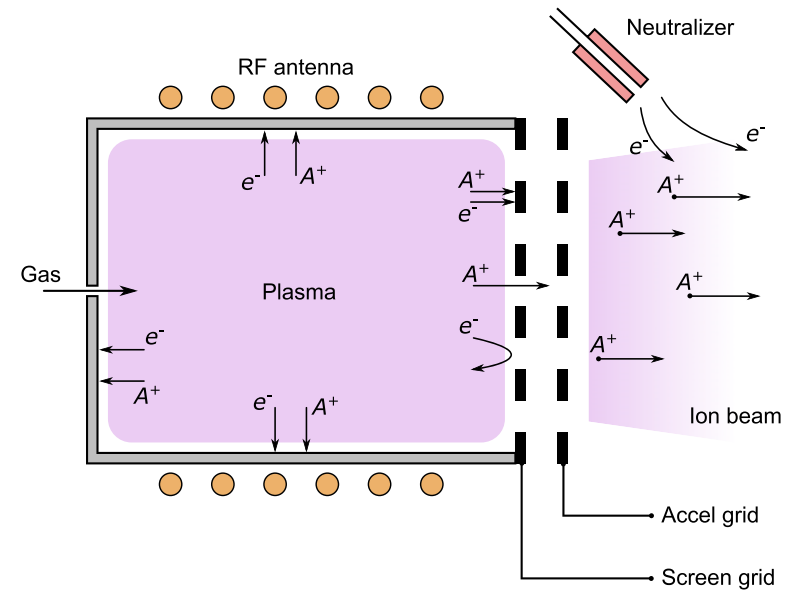 Neutralizer
RF antenna
e⁻
e⁻
e⁻
A⁺
A⁺
e⁻
A⁺
A⁺
Gas
Plasma
A⁺
A⁺
e⁻
e⁻
A⁺
A⁺
e⁻
A⁺
Ion beam
Accel grid
Screen grid